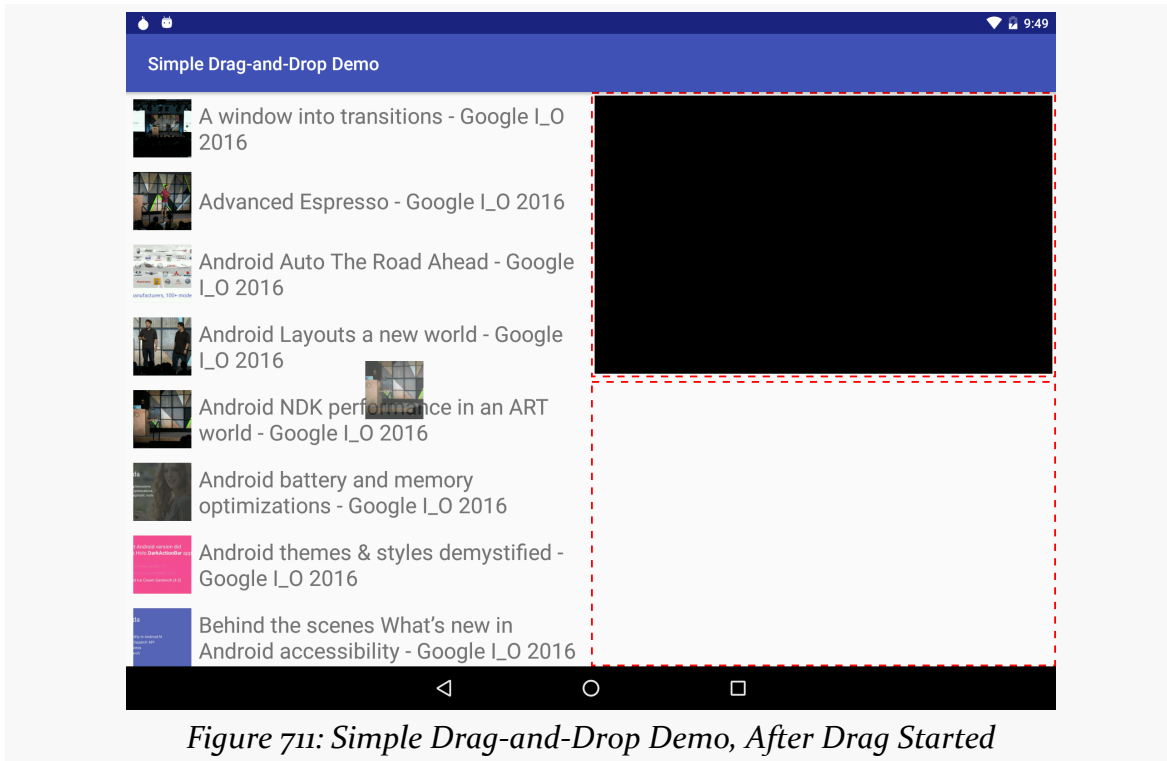 9:49
Simple Drag-and-Drop Demo
A window into transitions - Google I_O
2016
Advanced Espresso - Google I_O 2016
Android Auto The Road Ahead - Google
I_O 2016
anufacturers, 100+ mode
Android Layouts a new world - Google
I_O 2016
Android NDK performance in an ART
world - Google I_O 2016
Android battery and memory
optimizations - Google I_O 2016
Android themes & styles demystified -
Google I_O 2016
Behind the scenes What's new in
Android accessibility - Google I_O 2016
Figure 711: Simple Drag-and-Drop Demo, After Drag Started